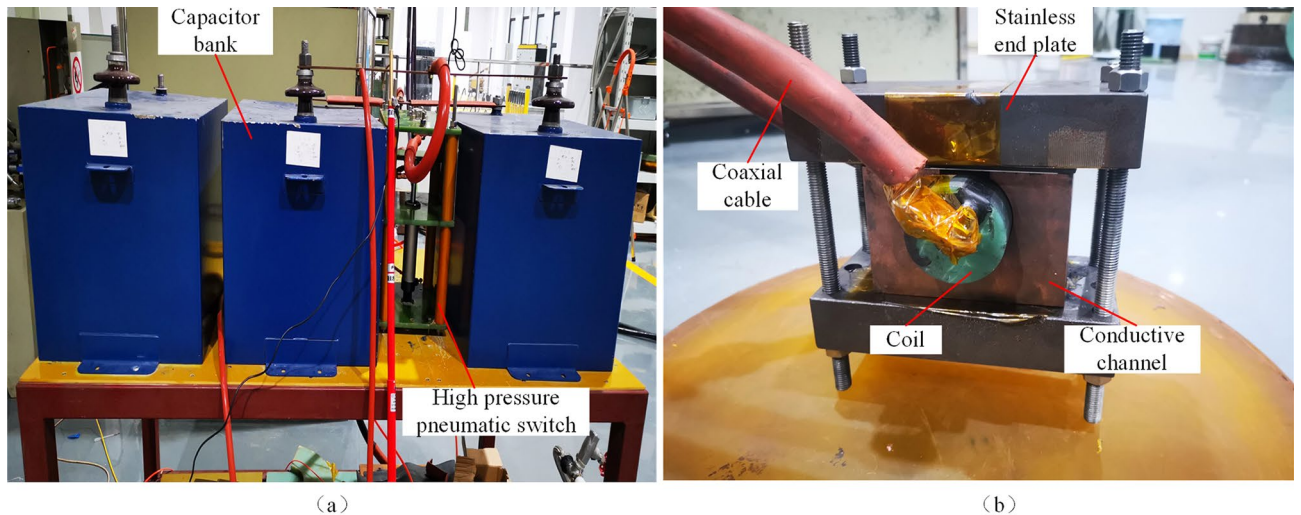 Capacitor
bank
High pressure
pneumatic switch
(a)
Stainless
end plate
Coaxial
cable
Coil
Conductive
channel
(b)